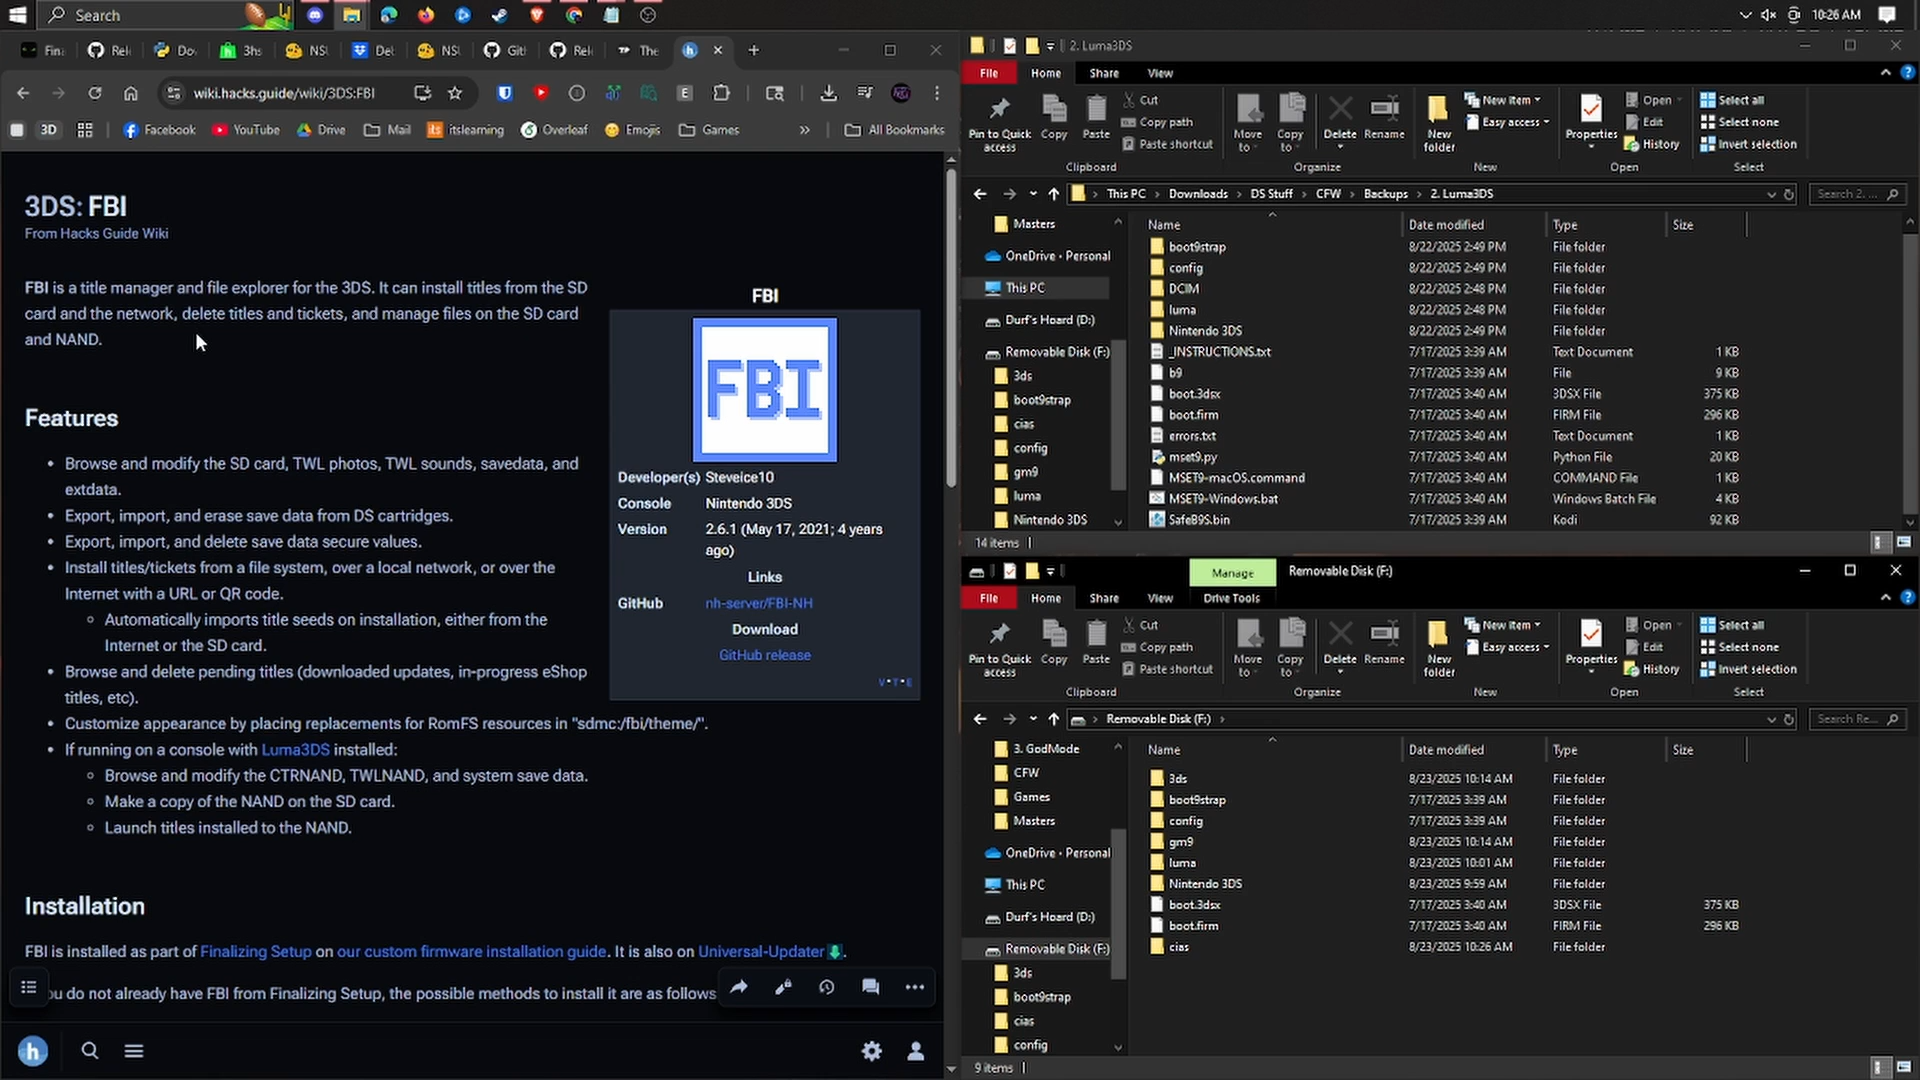 Search
10:26 AM
Fin
Rel
Do
3hs
NS
Del
NS
Git
Rel
TP The
wiki.hacks.guide/wiki/3DS:FBI
3D
Facebook
YouTube
Drive
Mail
its itslearning
Overleaf
Emojis
Games
»
All Bookmarks
3DS: FBI
From Hacks Guide Wiki
FBI is a title manager and file explorer for the 3DS. It can install titles from the SD
card and the network, delete titles and tickets, and manage files on the SD card
and NAND.
FBI
FBI
Developer(s) Steveice10
Console Nintendo 3DS
Version 2.6.1 (May 17, 2021; 4 years
ago)
Links
GitHub nh-server/FBI-NH
Download
GitHub release
V • T • E
Features
• Browse and modify the SD card, TWL photos, TWL sounds, savedata, and
extdata.
• Export, import, and erase save data from DS cartridges.
• Export, import, and delete save data secure values.
• Install titles/tickets from a file system, over a local network, or over the
Internet with a URL or QR code.
Automatically imports title seeds on installation, either from the
Internet or the SD card.
• Browse and delete pending titles (downloaded updates, in-progress eShop
titles, etc).
• Customize appearance by placing replacements for RomFS resources in "sdmc:/fbi/theme/".
• If running on a console with Luma3DS installed:
Browse and modify the CTRNAND, TWLNAND, and system save data.
Make a copy of the NAND on the SD card.
Launch titles installed to the NAND.
Installation
FBI is installed as part of Finalizing Setup on our custom firmware installation guide. It is also on Universal-Updater.
ou do not already have FBI from Finalizing Setup, the possible methods to install it are as follows
h
2. Luma3DS
File Home Share View
Pin to Quick access
Copy
Paste
Cut
Copy path
Paste shortcut
Move to
Copy to
Delete
Rename
New folder
New item
Easy access
Properties
Open
Edit
History
Select all
Select none
Invert selection
Clipboard Organize New Open Select
This PC › Downloads › DS Stuff › CFW › Backups › 2. Luma3DS
Search 2. ...
Masters
OneDrive - Personal
This PC
Durf's Hoard (D:)
Removable Disk (F:)
3ds
boot9strap
cias
config
gm9
luma
Nintendo 3DS
Name Date modified Type Size
boot9strap 8/22/2025 2:49 PM File folder
config 8/22/2025 2:49 PM File folder
DCIM 8/22/2025 2:48 PM File folder
luma 8/22/2025 2:48 PM File folder
Nintendo 3DS 8/22/2025 2:49 PM File folder
_INSTRUCTIONS.txt 7/17/2025 3:39 AM Text Document 1 KB
b9 7/17/2025 3:39 AM File 9 KB
boot.3dsx 7/17/2025 3:40 AM 3DSX File 375 KB
boot.firm 7/17/2025 3:40 AM FIRM File 296 KB
errors.txt 7/17/2025 3:40 AM Text Document 1 KB
mset9.py 7/17/2025 3:39 AM Python File 20 KB
MSET9-macOS.command 7/17/2025 3:39 AM COMMAND File 1 KB
MSET9-Windows.bat 7/17/2025 3:39 AM Windows Batch File 4 KB
SafeB9S.bin 7/17/2025 3:39 AM Kodi 92 KB
14 items
Manage
Removable Disk (F:)
File Home Share View Drive Tools
Pin to Quick access
Copy
Paste
Cut
Copy path
Paste shortcut
Move to
Copy to
Delete
Rename
New folder
New item
Easy access
Properties
Open
Edit
History
Select all
Select none
Invert selection
Clipboard Organize New Open Select
Removable Disk (F:) ›
Search Re...
3. GodMode
CFW
Games
Masters
OneDrive - Personal
This PC
Durf's Hoard (D:)
Removable Disk (F:)
3ds
boot9strap
cias
config
Name Date modified Type Size
3ds 8/23/2025 10:14 AM File folder
boot9strap 7/17/2025 3:39 AM File folder
config 7/17/2025 3:39 AM File folder
gm9 8/23/2025 10:14 AM File folder
luma 8/23/2025 10:01 AM File folder
Nintendo 3DS 8/23/2025 9:59 AM File folder
boot.3dsx 7/17/2025 3:40 AM 3DSX File 375 KB
boot.firm 7/17/2025 3:40 AM FIRM File 296 KB
cias 8/23/2025 10:26 AM File folder
9 items